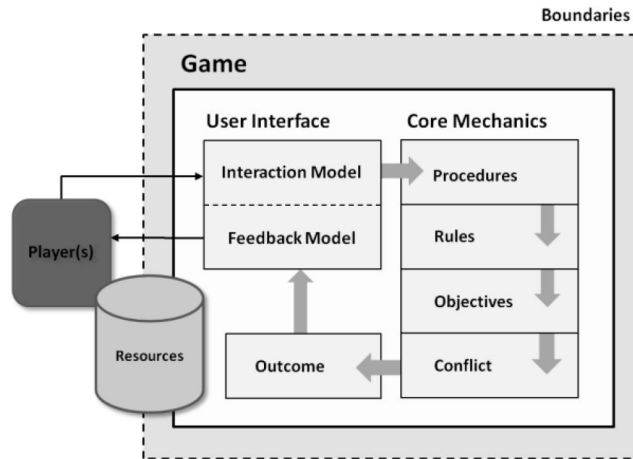 Boundaries
Game
User Interface
Core Mechanics
Interaction Model
Procedures
Feedback Model
Rules
Player(s)
Objectives
Resources
Outcome
Conflict